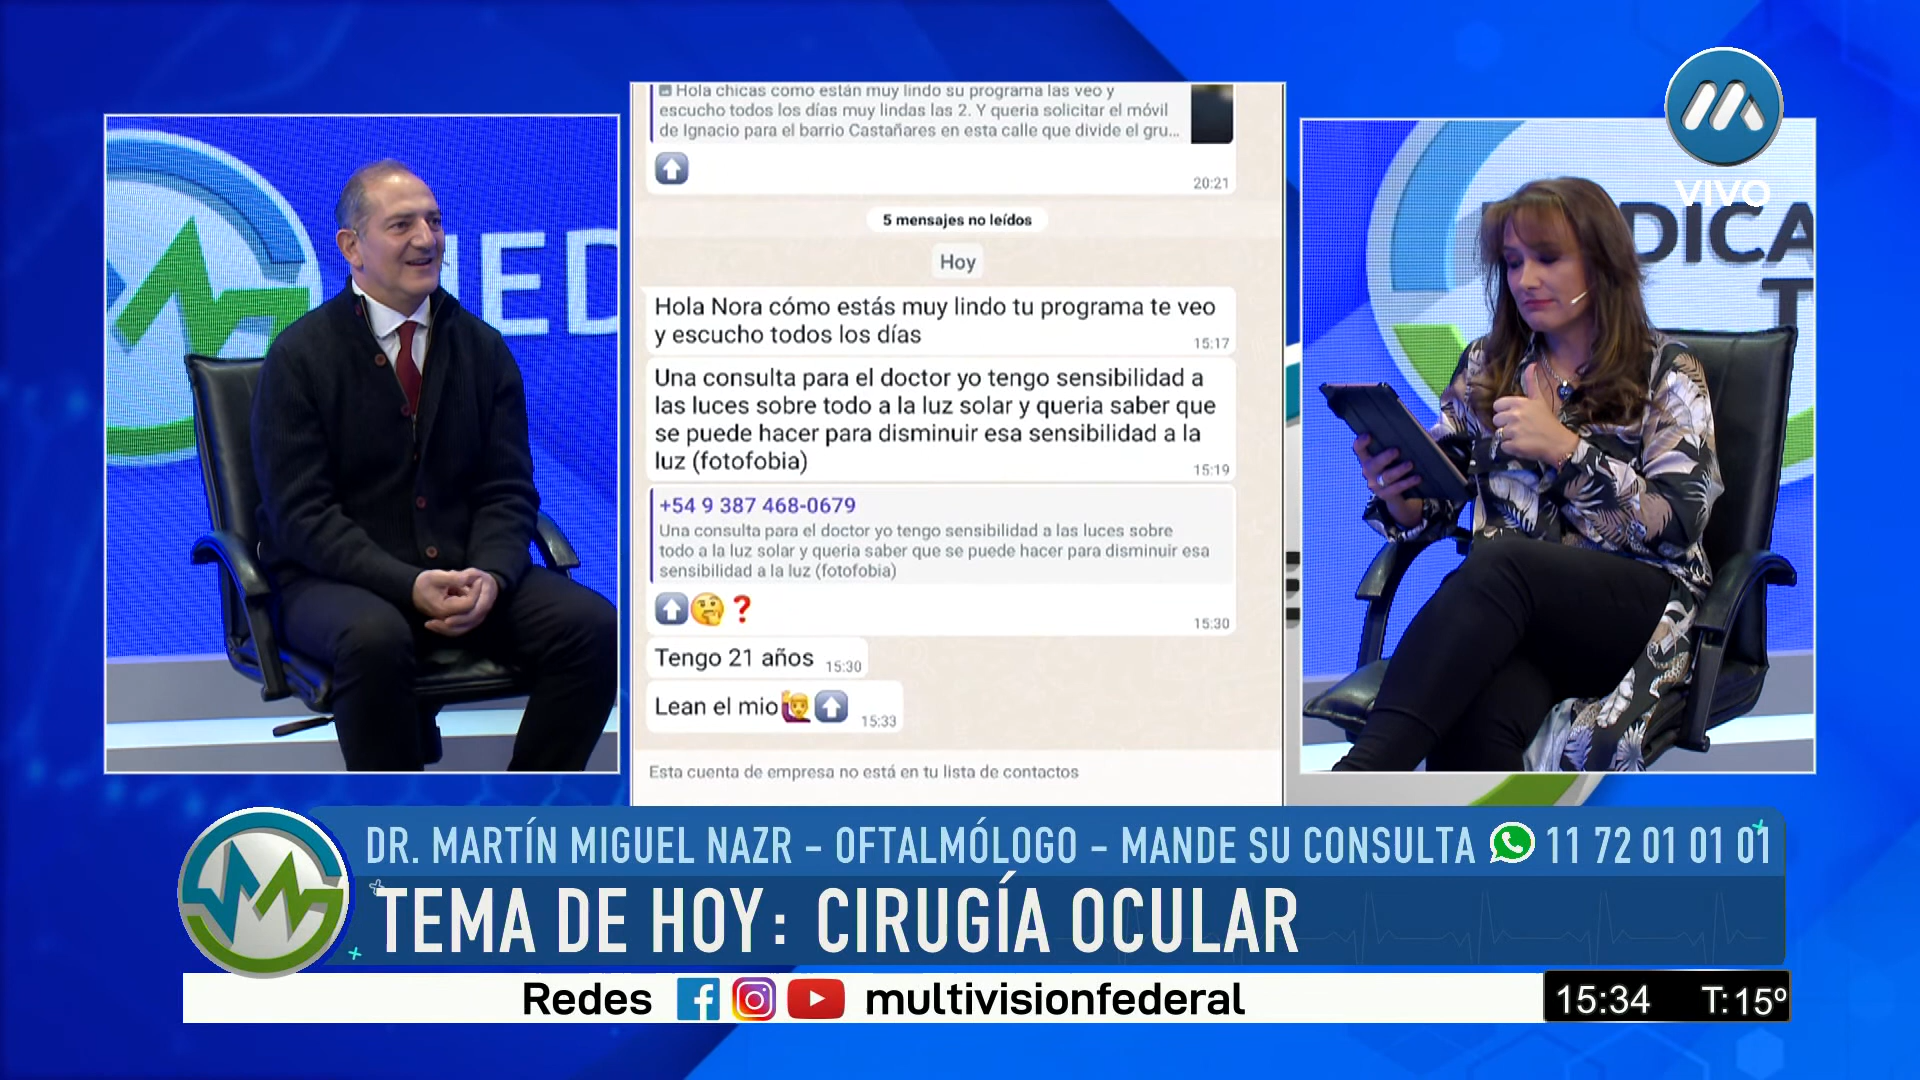 Hola chicas como están muy lindo su programa las veo y
escucho todos los días muy lindas las 2. Y queria solicitar el móvil
de Ignacio para el barrio Castañares en esta calle que divide el gru...
20:21
5 mensajes no leídos
Hoy
Hola Nora cómo estás muy lindo tu programa te veo
y escucho todos los días
15:17
Una consulta para el doctor yo tengo sensibilidad a
las luces sobre todo a la luz solar y queria saber que
se puede hacer para disminuir esa sensibilidad a la
luz (fotofobia)
15:19
+54 9 387 468-0679
Una consulta para el doctor yo tengo sensibilidad a las luces sobre
todo a la luz solar y queria saber que se puede hacer para disminuir esa
sensibilidad a la luz (fotofobia)
15:30
Tengo 21 años 15:30
Lean el mio 15:33
Esta cuenta de empresa no está en tu lista de contactos
VIVO
DR. MARTÍN MIGUEL NAZR - OFTALMÓLOGO - MANDE SU CONSULTA 11 72 01 01 01
TEMA DE HOY: CIRUGÍA OCULAR
Redes multivisionfederal
15:34 T:15º